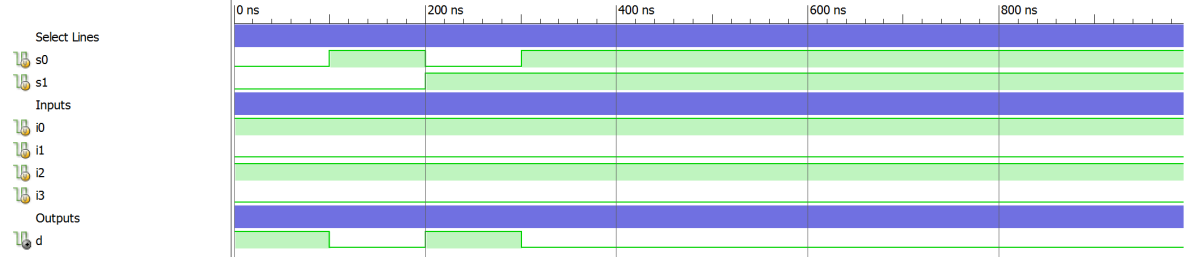 0 ns 200 ns 400 ns 600 ns 800 ns
Select Lines
s0
s1
Inputs
i0
i1
i2
i3
Outputs
d